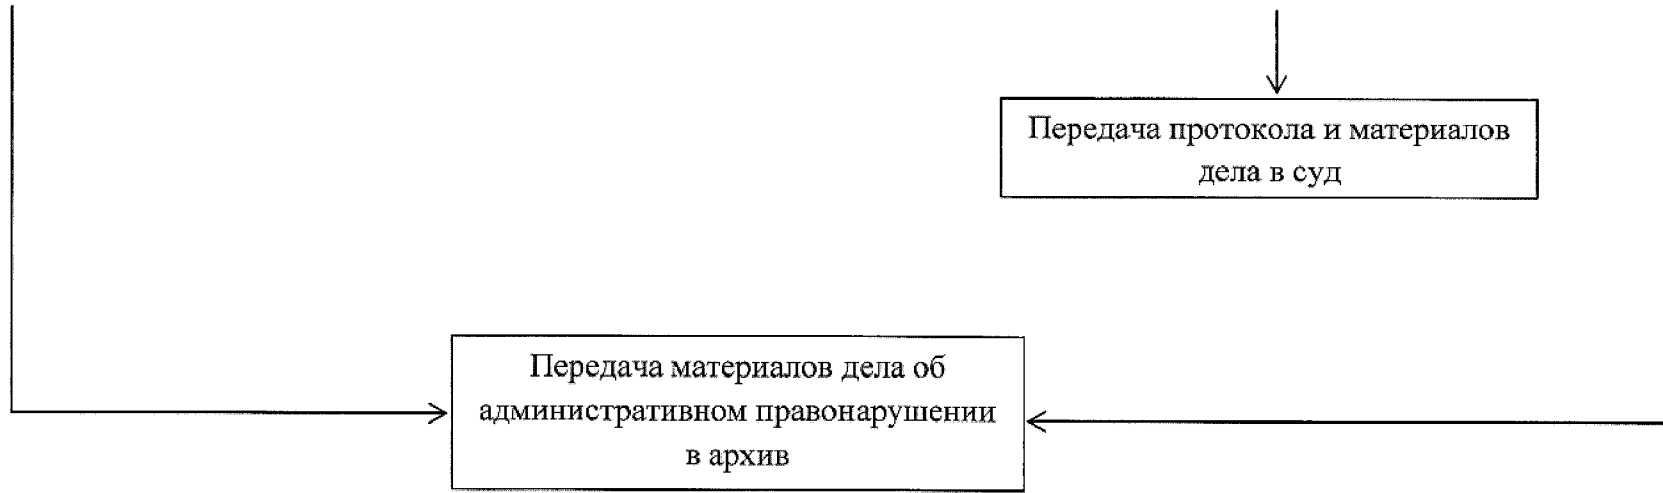 Передача протокола и материалов
дела в суд
Передача материалов дела об
административном правонарушении
в архив